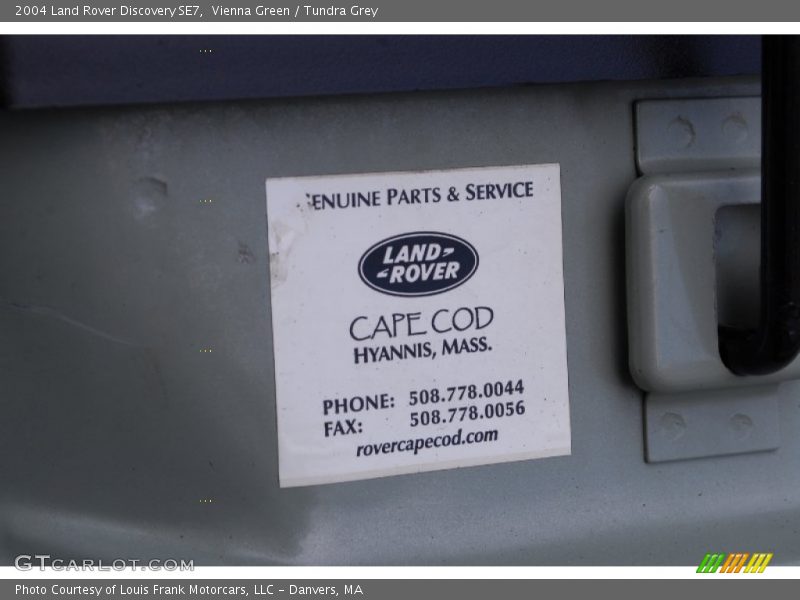 2004 Land Rover Discovery SE7, Vienna Green / Tundra Grey
ENUINE PARTS & SERVICE
LAND-
-ROVER
CAPE COD
HYANNIS, MASS.
PHONE: 508.778.0044
FAX: 508.778.0056
rovercapecod.com
GTCARLOT.COM
Photo Courtesy of Louis Frank Motorcars, LLC – Danvers, MA